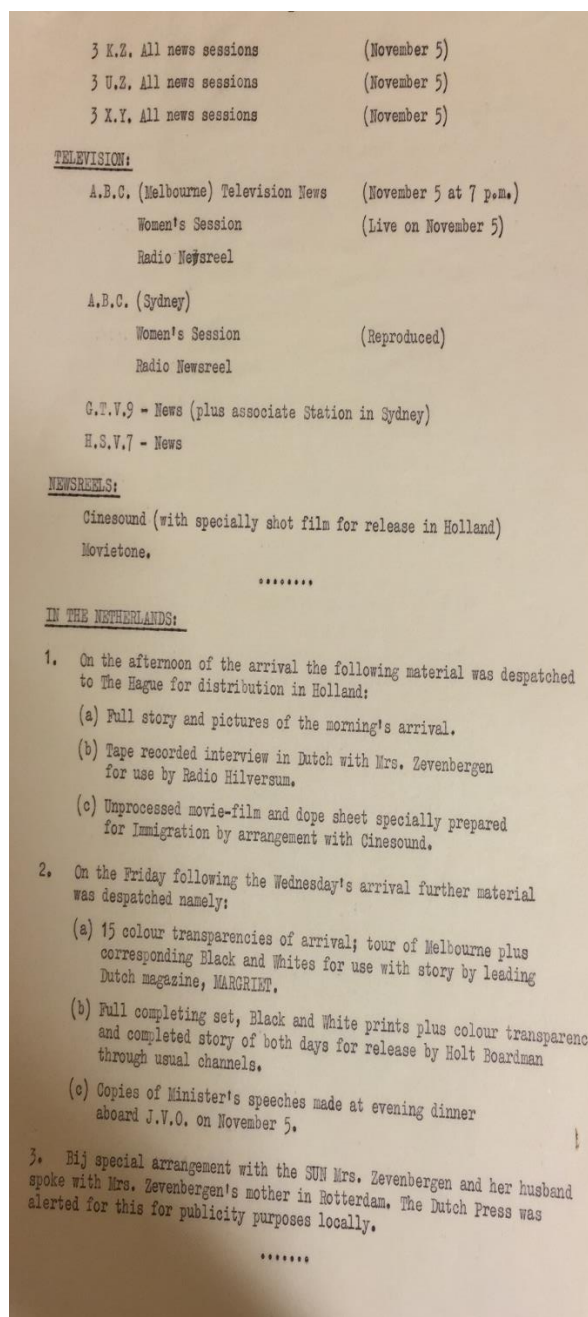 3 K.Z. All news sessions (November 5)
3 U.Z. All news sessions (November 5)
3 X.Y. All news sessions (November 5)
TELEVISION:
A.B.C. (Melbourne) Television News (November 5 at 7 p.m.)
Women's Session (Live on November 5)
Radio Newsreel
A.B.C. (Sydney)
Women's Session (Reproduced)
Radio Newsreel
G.T.V.9 - News (plus associate Station in Sydney)
H.S.V.7 - News
NEWSREELS:
Cinesound (with specially shot film for release in Holland)
Movietone.
........
IN THE NETHERLANDS:
1. On the afternoon of the arrival the following material was despatched
to The Hague for distribution in Holland:
(a) Full story and pictures of the morning's arrival.
(b) Tape recorded interview in Dutch with Mrs. Zevenbergen
for use by Radio Hilversum.
(c) Unprocessed movie-film and dope sheet specially prepared
for Immigration by arrangement with Cinesound.
2. On the Friday following the Wednesday's arrival further material
was despatched namely:
(a) 15 colour transparencies of arrival; tour of Melbourne plus
corresponding Black and Whites for use with story by leading
Dutch magazine, MARGRIET.
(b) Full completing set, Black and White prints plus colour transparenc
and completed story of both days for release by Holt Boardman
through usual channels.
(c) Copies of Minister's speeches made at evening dinner
aboard J.V.O. on November 5.
3. Bij special arrangement with the SUN Mrs. Zevenbergen and her husband
spoke with Mrs. Zevenbergen's mother in Rotterdam. The Dutch Press was
alerted for this for publicity purposes locally.
.......